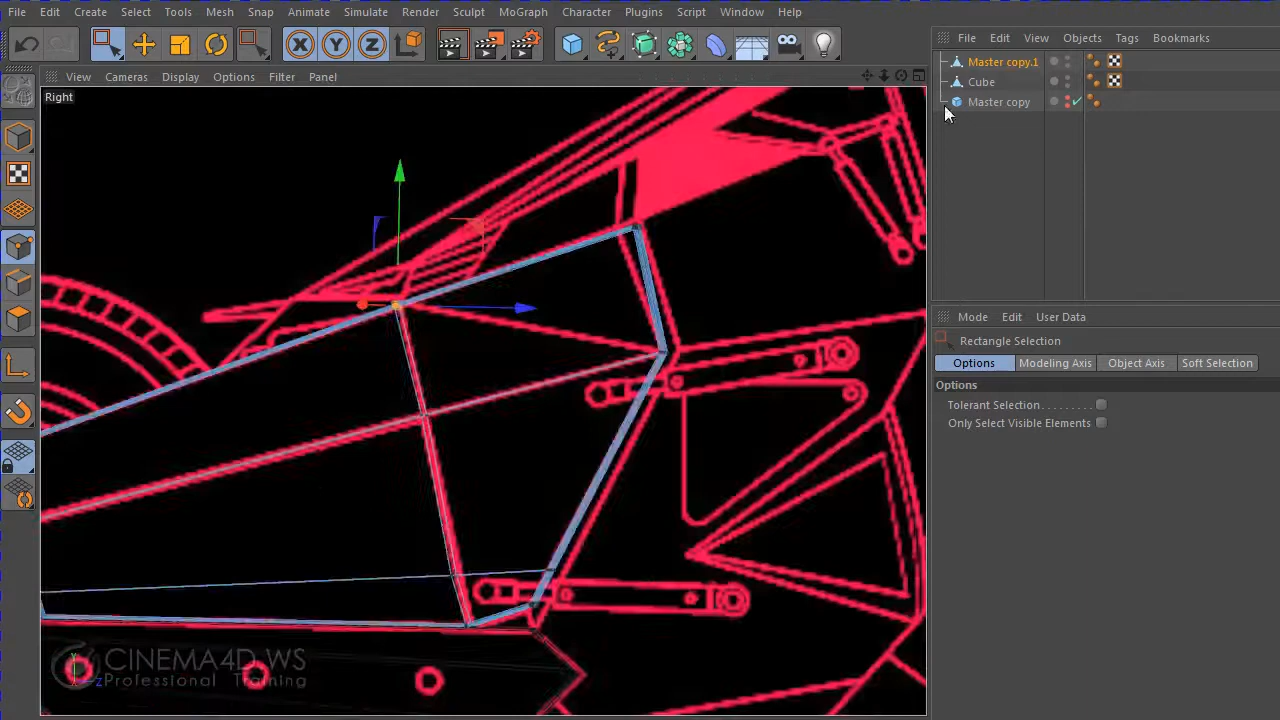 File Edit Create Select Tools Mesh Snap Animate Simulate Render Sculpt MoGraph Character Plugins Script Window Help
X Y Z
File Edit View Objects Tags Bookmarks
View Cameras Display Options Filter Panel
Right
Master copy.1
Cube
Master copy
Mode Edit User Data
Rectangle Selection
Options Modeling Axis Object Axis Soft Selection
Options
Tolerant Selection . . . . . . . .
Only Select Visible Elements
CINEMA4D.WS
Professional Training
Y
Z